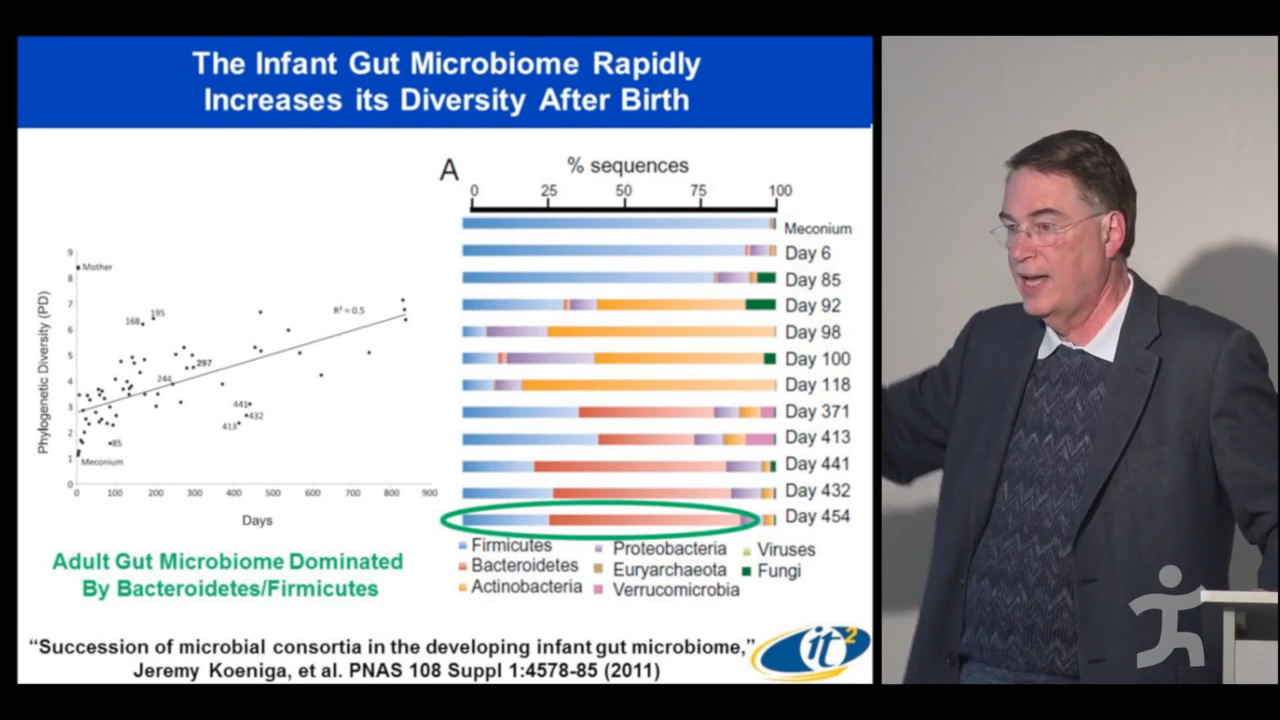 The Infant Gut Microbiome Rapidly
Increases its Diversity After Birth
Phylogenetic Diversity (PD)
9
8
7
6
5
4
3
2
1
0
Mother
168
195
R² = 0.5
297
244
441
432
413
85
Meconium
0 100 200 300 400 500 600 700 800 900
Days
A
% sequences
0 25 50 75 100
Meconium
Day 6
Day 85
Day 92
Day 98
Day 100
Day 118
Day 371
Day 413
Day 441
Day 432
Day 454
Firmicutes
Bacteroidetes
Actinobacteria
Proteobacteria
Euryarchaeota
Verrucomicrobia
Viruses
Fungi
Adult Gut Microbiome Dominated
By Bacteroidetes/Firmicutes
“Succession of microbial consortia in the developing infant gut microbiome,”
Jeremy Koeniga, et al. PNAS 108 Suppl 1:4578-85 (2011)
it²